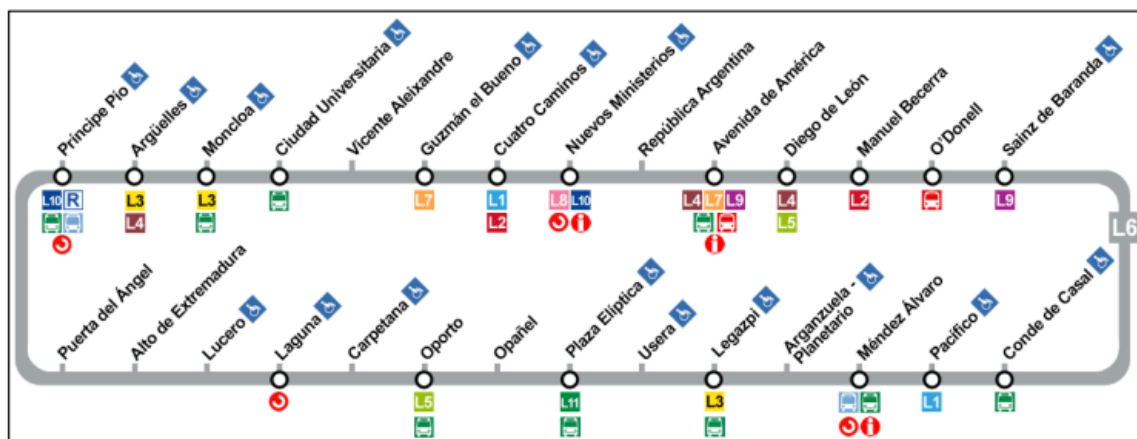 Príncipe Pío
Argüelles
Moncloa
Ciudad Universitaria
Vicente Aleixandre
Guzmán el Bueno
Cuatro Caminos
Nuevos Ministerios
República Argentina
Avenida de América
Diego de León
Manuel Becerra
O'Donell
Sainz de Baranda
L10 R
L3
L4
L3
L7
L1
L2
L8 L10
i
L4 L7 L9
i
L4
L5
L2
L9
L6
Puerta del Ángel
Alto de Extremadura
Lucero
Laguna
Carpetana
Oporto
Opañel
Plaza Elíptica
Usera
Legazpi
Arganzuela -
Planetario
Méndez Álvaro
Pacífico
Conde de Casal
L5
L11
L3
i
L1